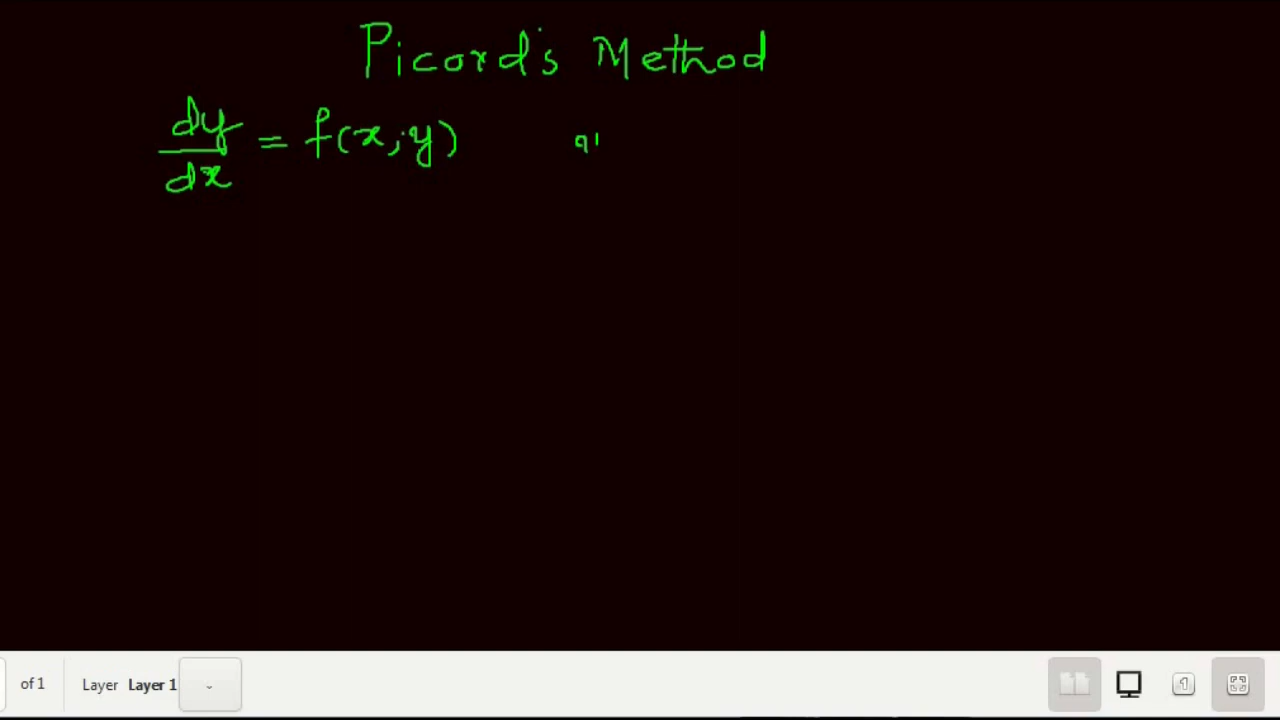 Picord's Method
dy/dx = f(x,y)
of 1 Layer Layer 1